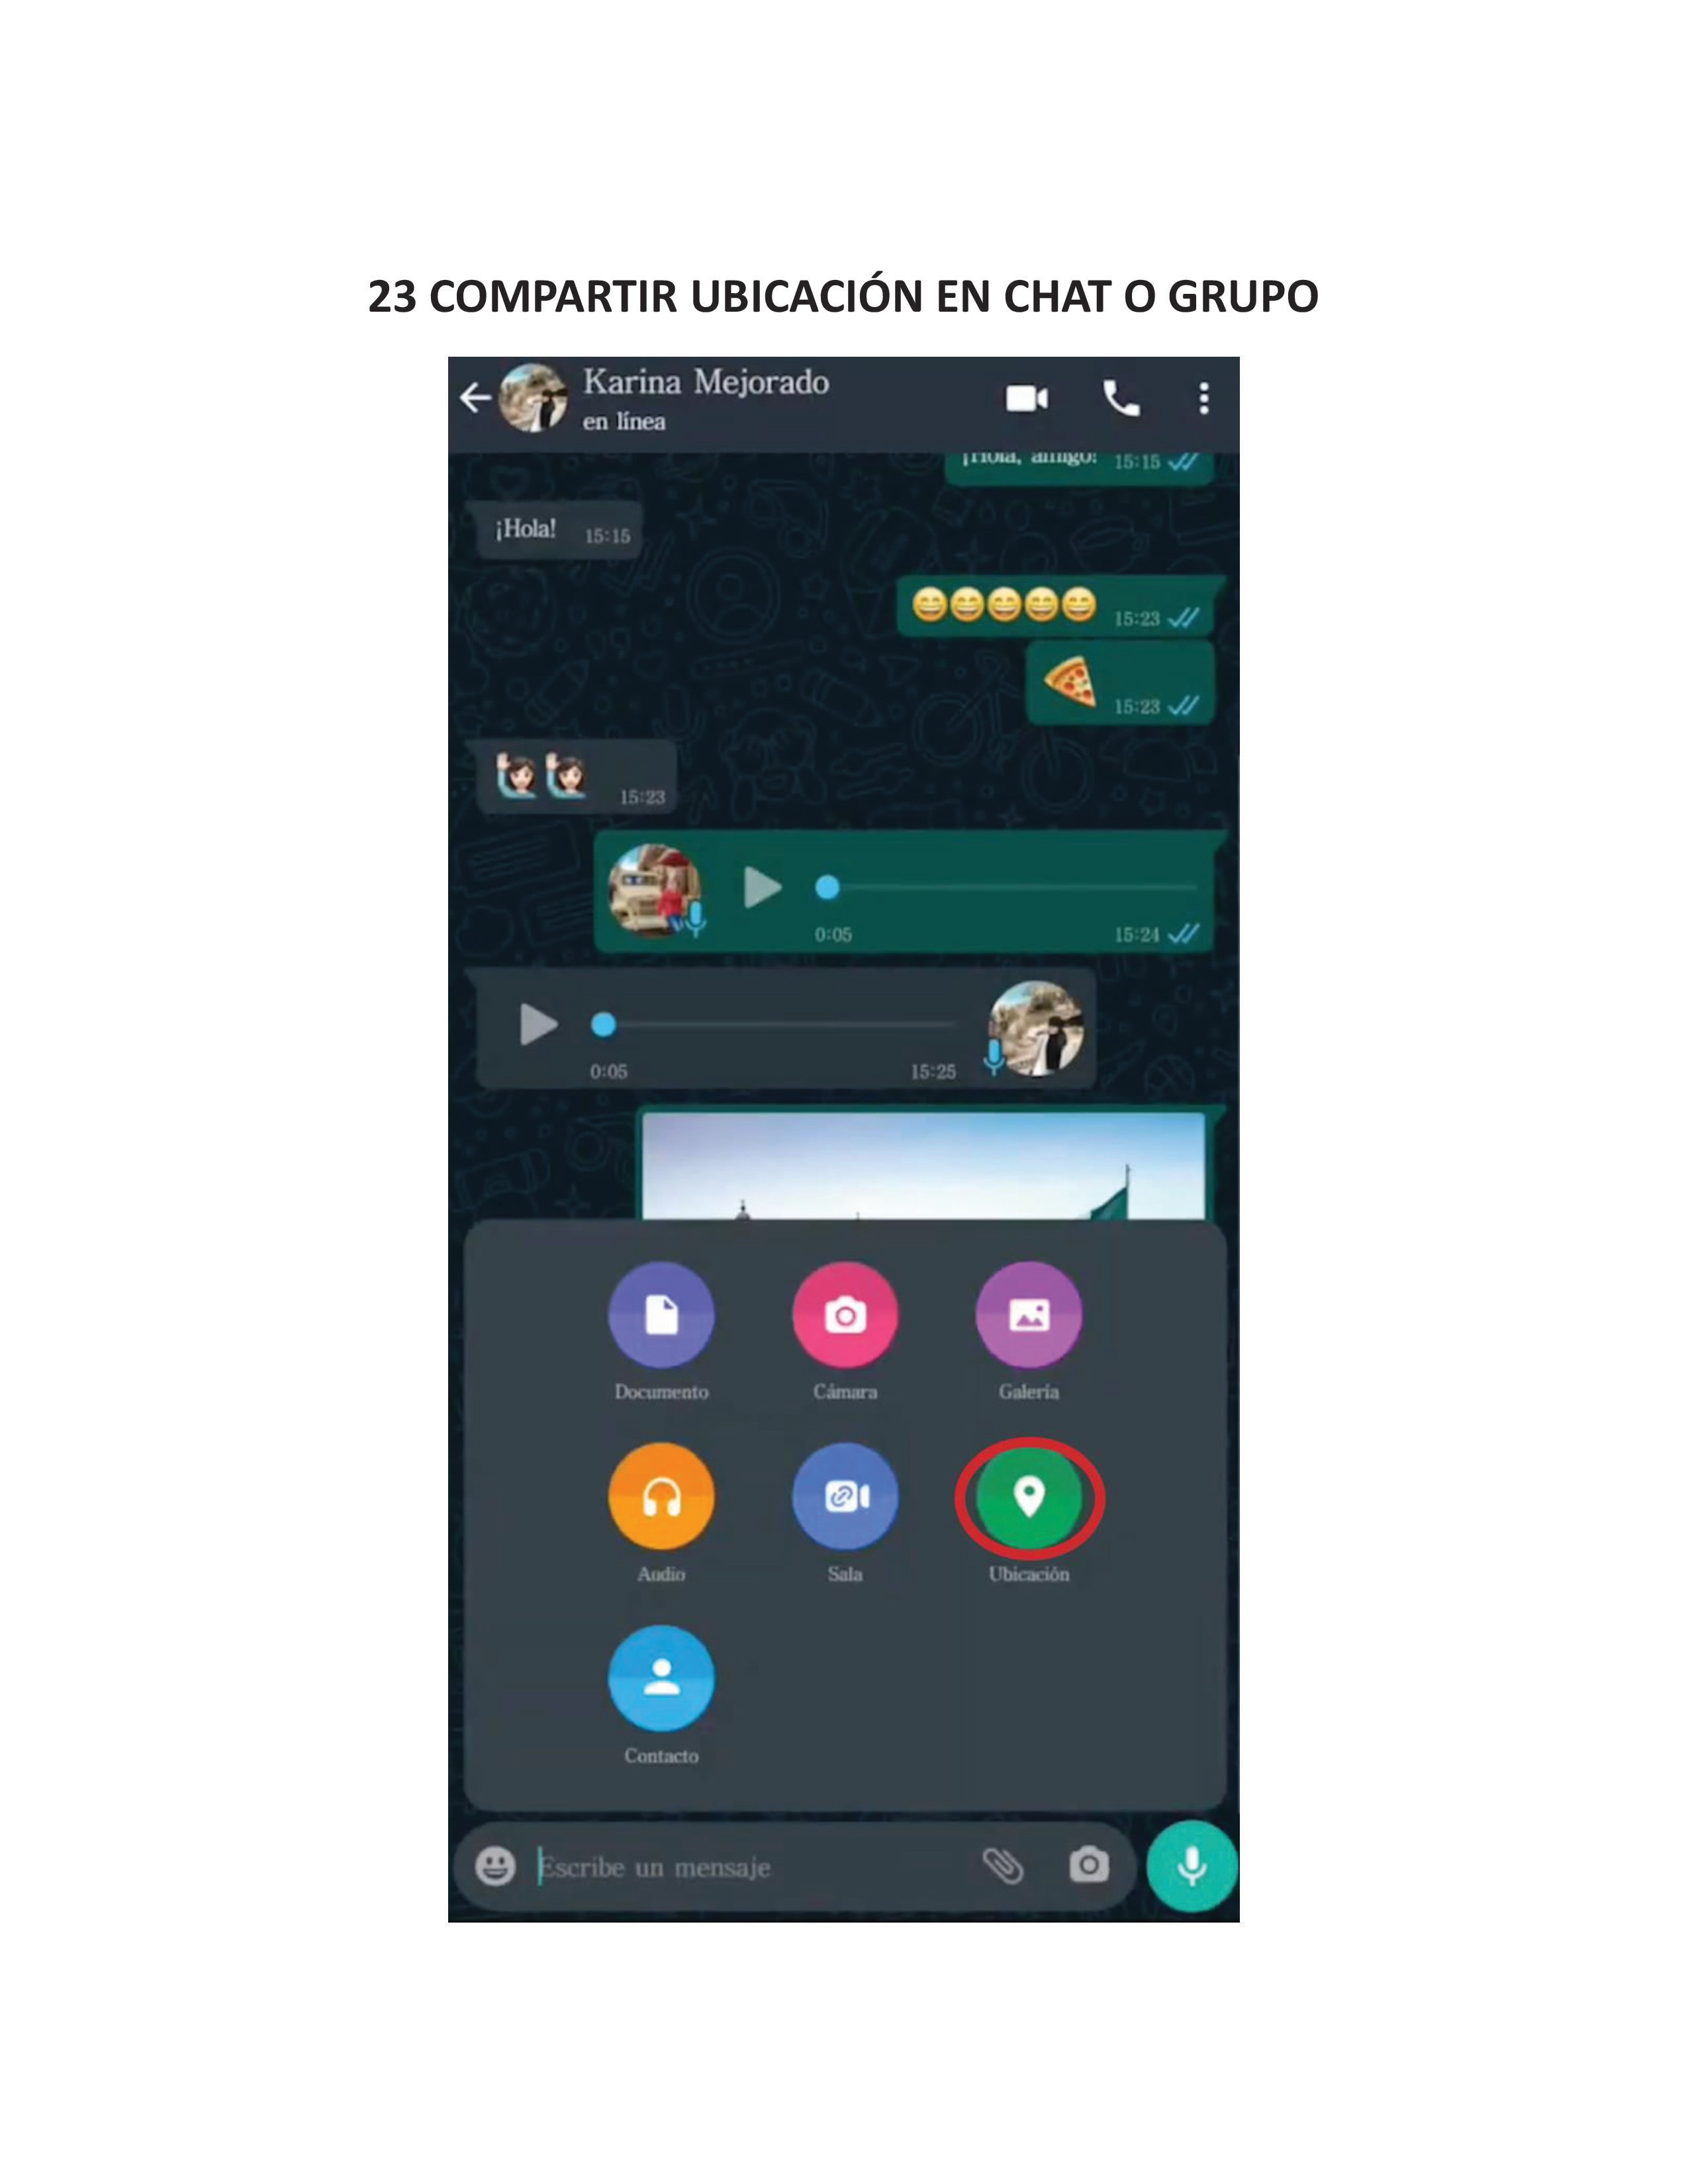 23 COMPARTIR UBICACIÓN EN CHAT O GRUPO
Karina Mejorado
en línea
¡Hola, amigo! 15:15
¡Hola! 15:15
15:23
15:23
15:23
0:05 15:24
0:05 15:25
Documento Cámara Galería
Audio Sala Ubicación
Contacto
Escribe un mensaje